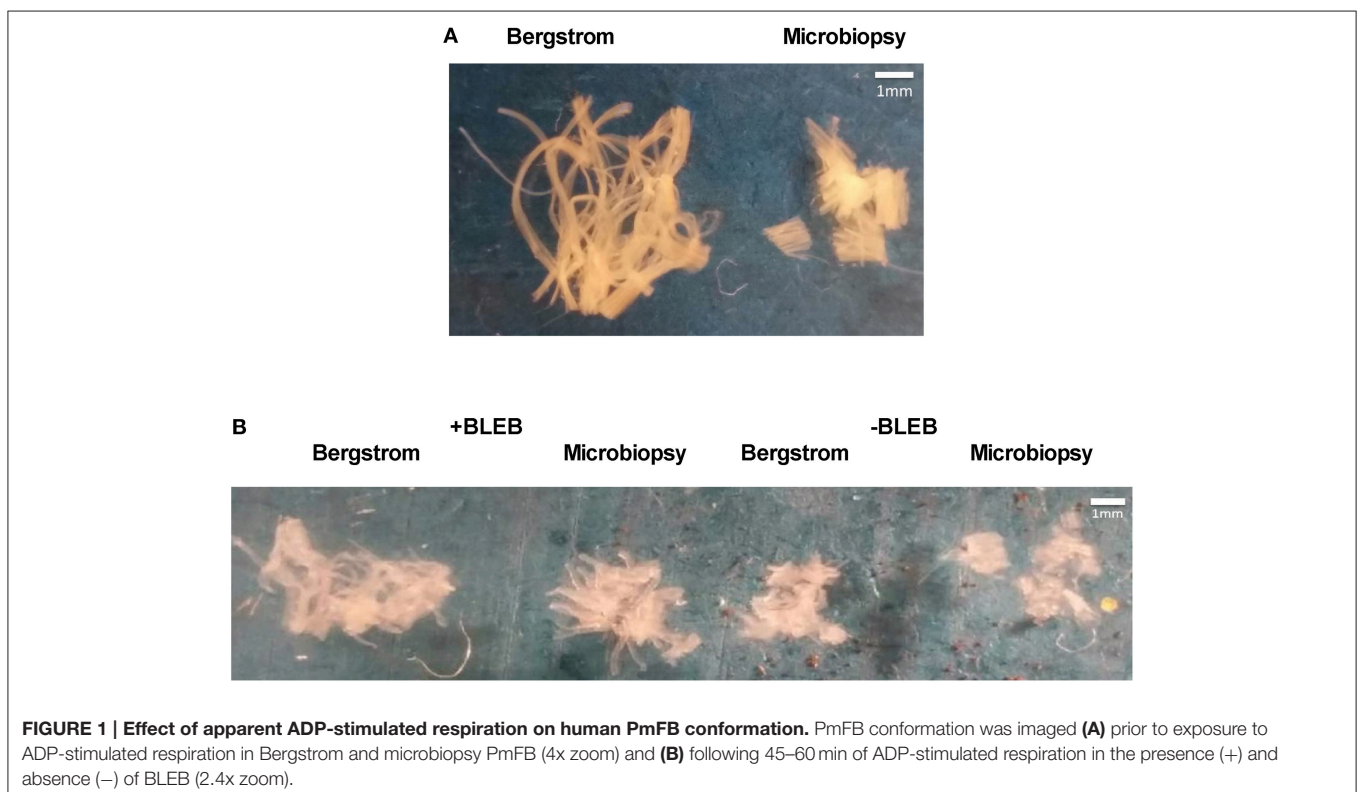 A Bergstrom Microbiopsy
1mm
B +BLEB -BLEB
Bergstrom Microbiopsy Bergstrom Microbiopsy
1mm
FIGURE 1 | Effect of apparent ADP-stimulated respiration on human PmFB conformation. PmFB conformation was imaged (A) prior to exposure to
ADP-stimulated respiration in Bergstrom and microbiopsy PmFB (4x zoom) and (B) following 45–60 min of ADP-stimulated respiration in the presence (+) and
absence (−) of BLEB (2.4x zoom).